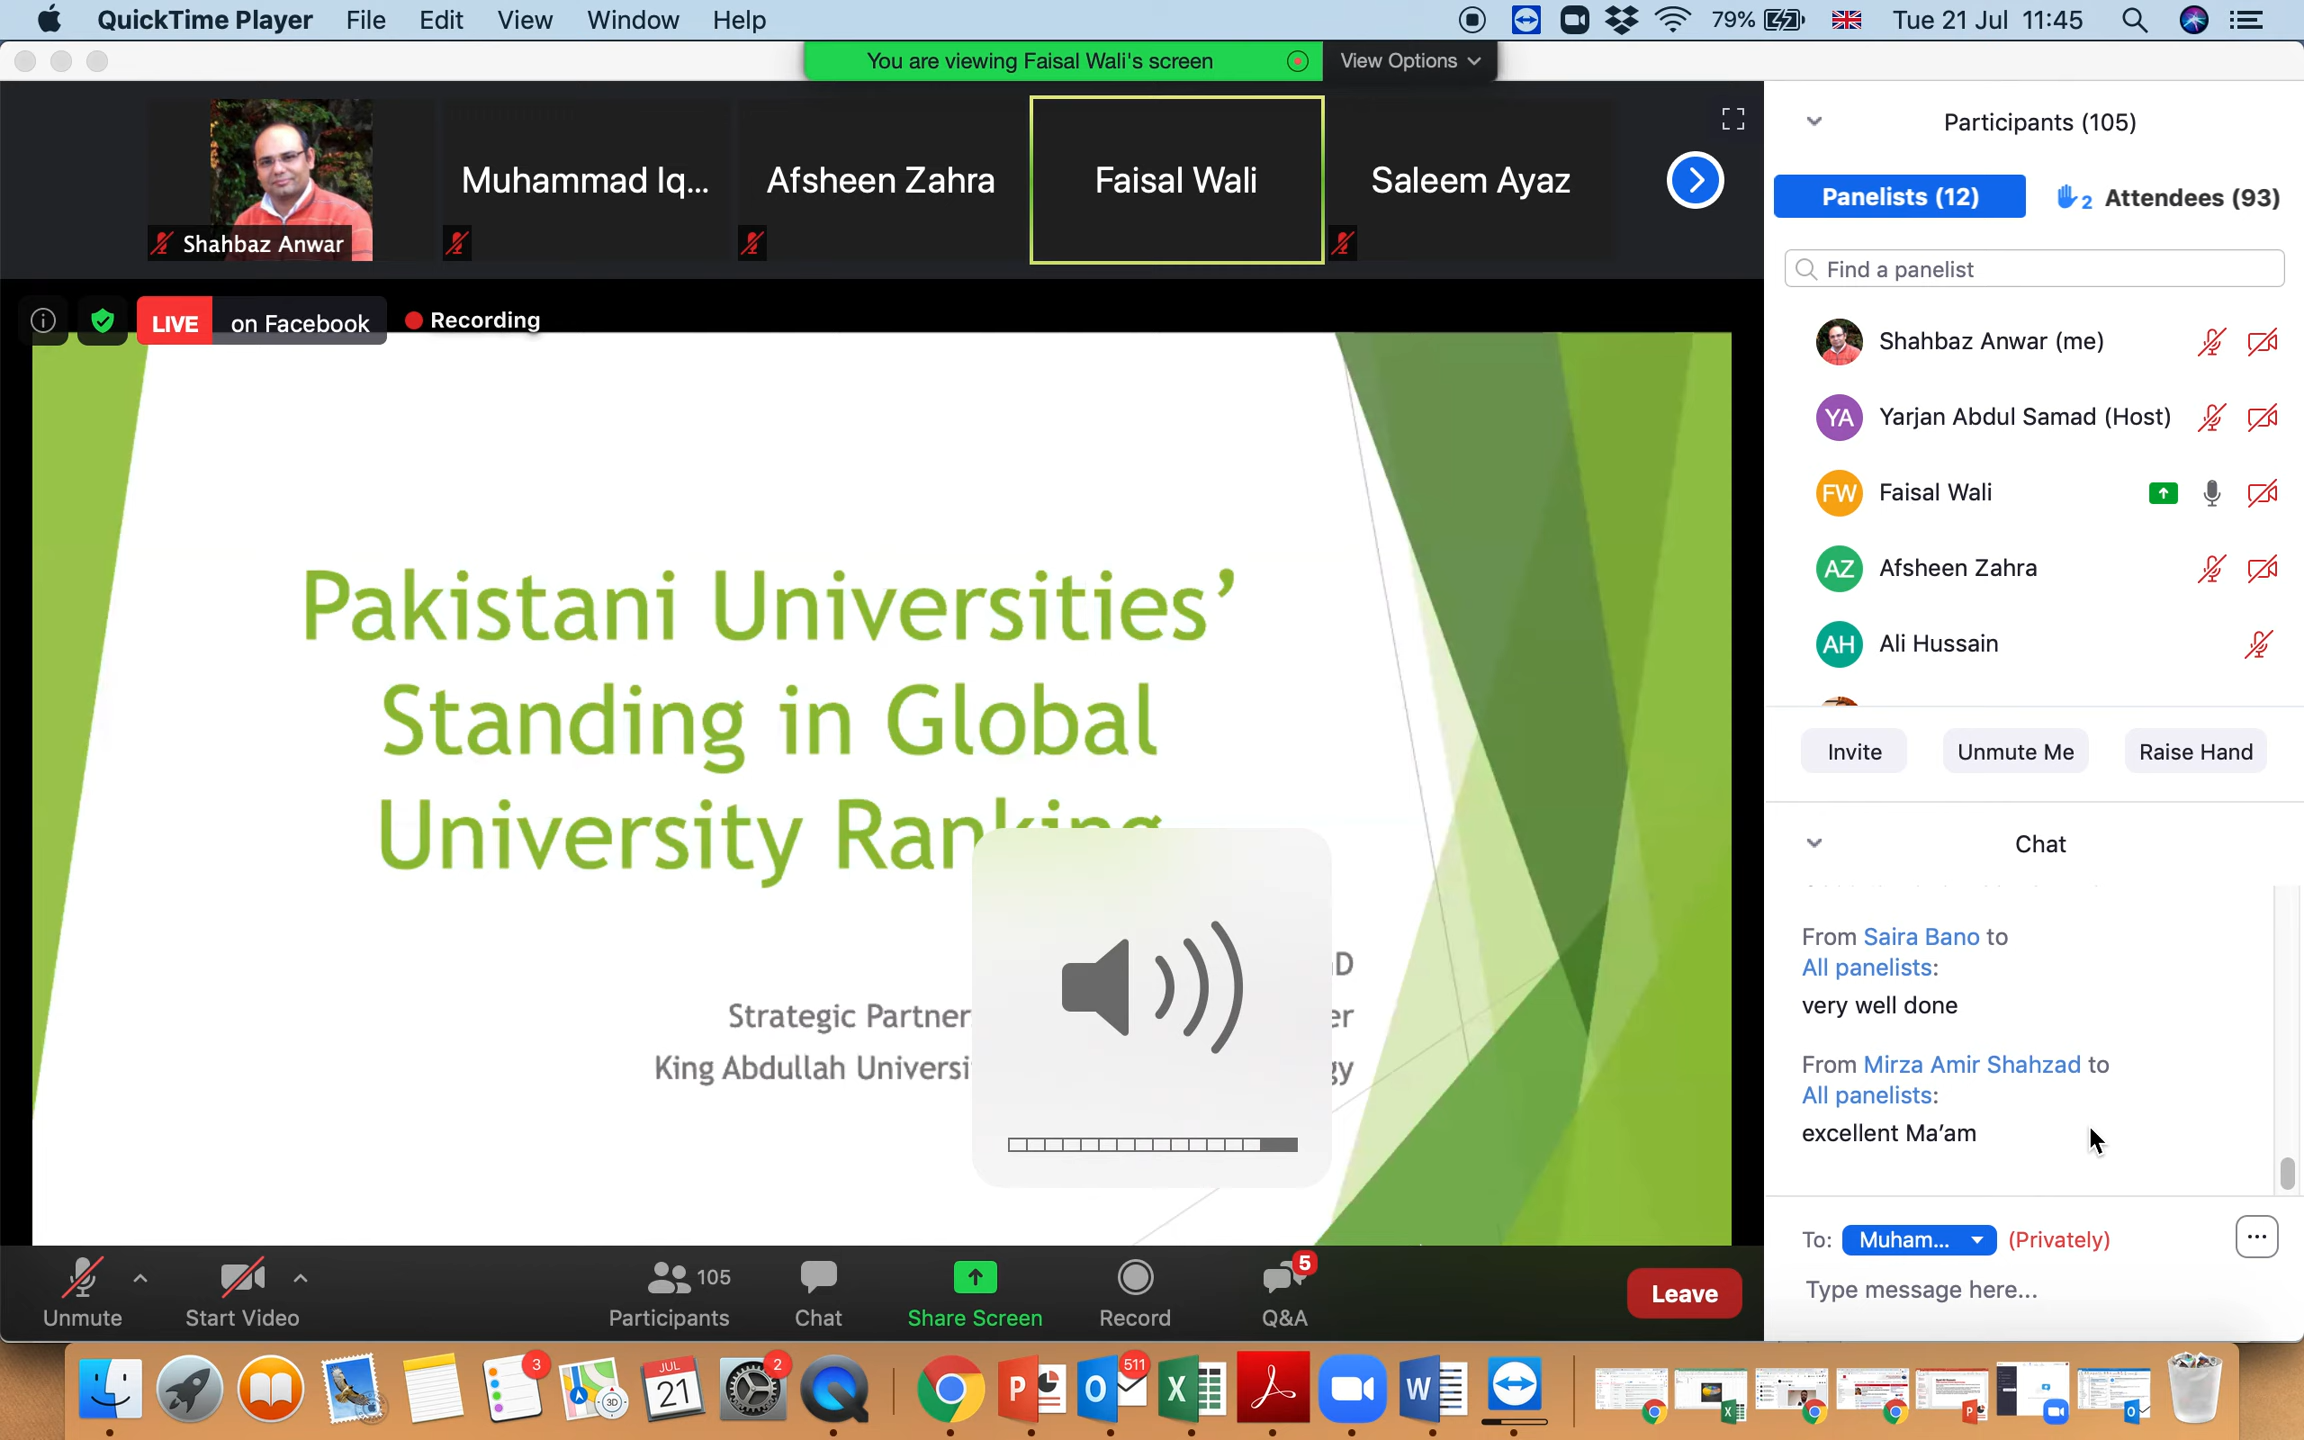 QuickTime Player File Edit View Window Help 79% Tue 21 Jul 11:45
You are viewing Faisal Wali's screen View Options
Muhammad Iq... Afsheen Zahra Faisal Wali Saleem Ayaz
Shahbaz Anwar
LIVE on Facebook Recording
Pakistani Universities’
Standing in Global
University Ranking
D
Strategic Partner er
King Abdullah Universi gy
Unmute Start Video Participants 105 Chat Share Screen Record Q&A 5 Leave
Participants (105)
Panelists (12) 2 Attendees (93)
Find a panelist
Shahbaz Anwar (me)
YA Yarjan Abdul Samad (Host)
FW Faisal Wali
AZ Afsheen Zahra
AH Ali Hussain
Invite Unmute Me Raise Hand
Chat
From Saira Bano to
All panelists:
very well done
From Mirza Amir Shahzad to
All panelists:
excellent Ma’am
To: Muham... (Privately) ...
Type message here...
3 JUL 21 2 511
3D P O X W